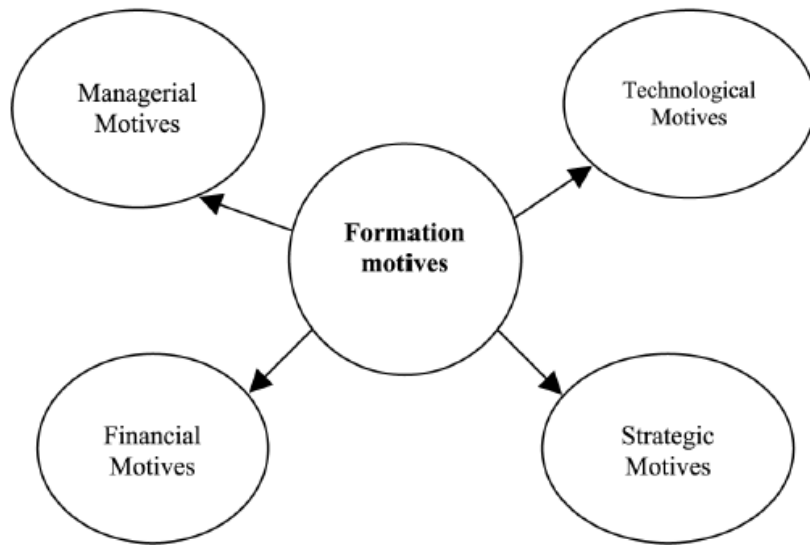 Managerial
Motives
Technological
Motives
Formation
motives
Financial
Motives
Strategic
Motives